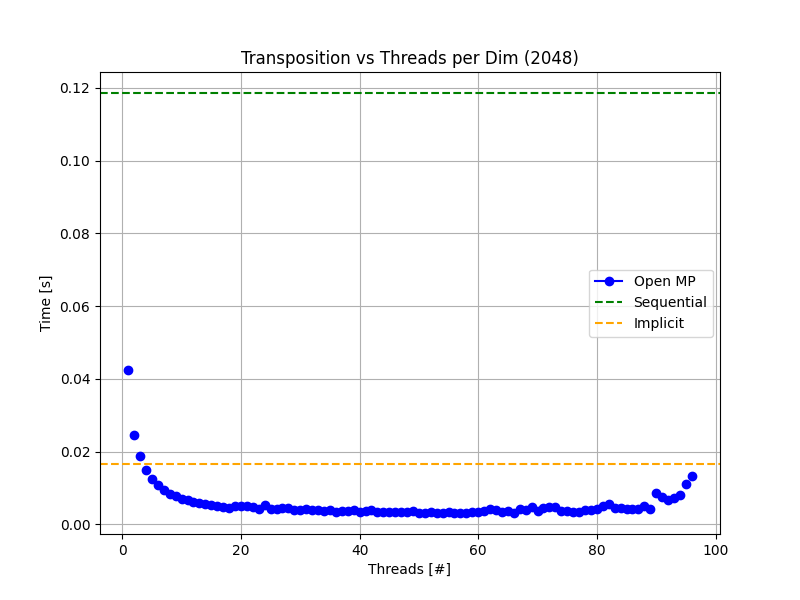 Transposition vs Threads per Dim (2048)
Time [s]
0.12
0.10
0.08
0.06
0.04
0.02
0.00
Open MP
Sequential
Implicit
0 20 40 60 80 100
Threads [#]